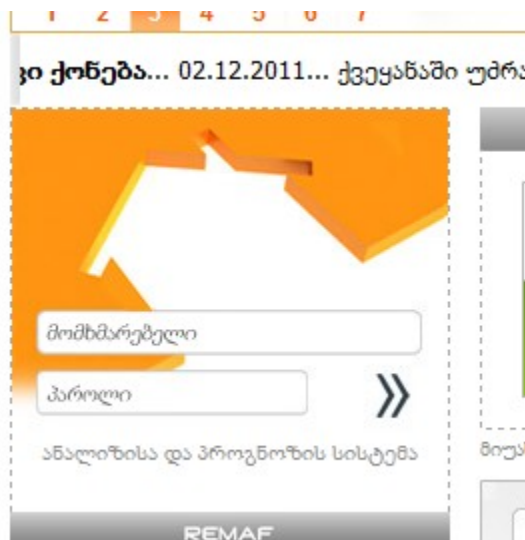 1 2 3 4 5 6 7
ქონება... 02.12.2011... ქვეყანაში
მომხმარებელი
პაროლი
ანალიზისა და პროგნოზის სისტემა
REMAF